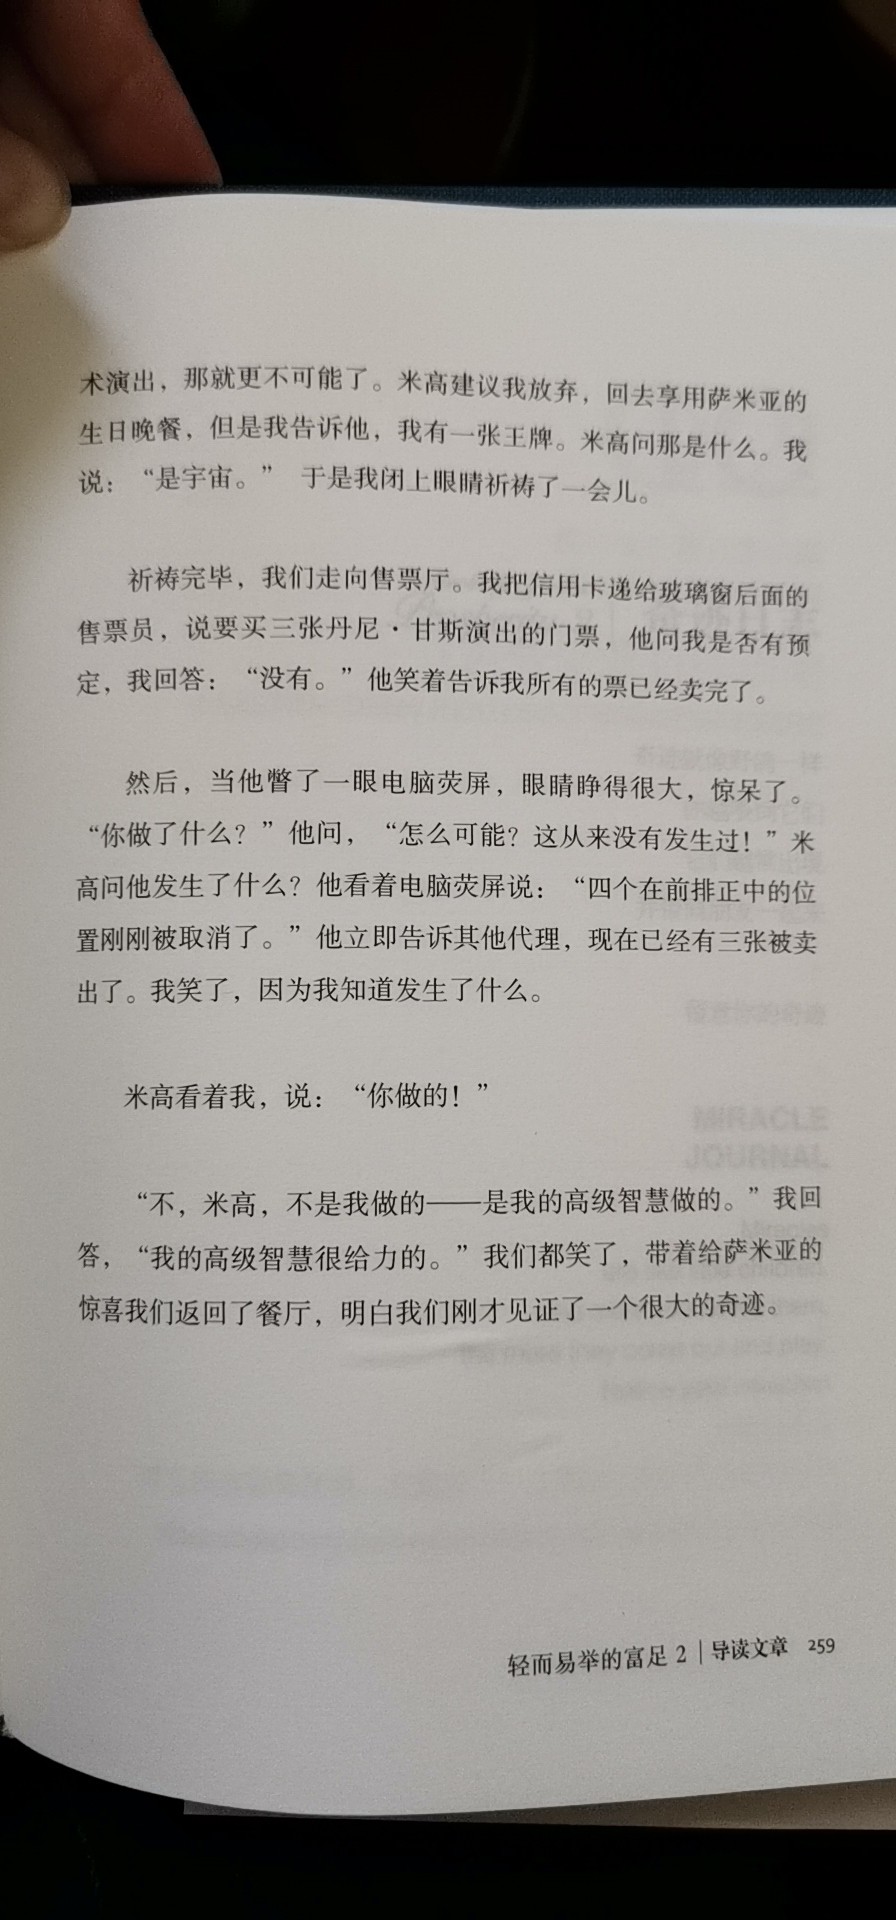 术演出，那就更不可能了。米高建议我放弃，回去享用萨米亚的
生日晚餐，但是我告诉他，我有一张王牌。米高问那是什么。我
说：“是宇宙。” 于是我闭上眼睛祈祷了一会儿。
祈祷完毕，我们走向售票厅。我把信用卡递给玻璃窗后面的
售票员，说要买三张丹尼·甘斯演出的门票，他问我是否有预
定，我回答：“没有。”他笑着告诉我所有的票已经卖完了。
然后，当他瞥了一眼电脑荧屏，眼睛睁得很大，惊呆了。
“你做了什么？”他问，“怎么可能？这从来没有发生过！”米
高问他发生了什么？他看着电脑荧屏说：“四个在前排正中的位
置刚刚被取消了。”他立即告诉其他代理，现在已经有三张被卖
出了。我笑了，因为我知道发生了什么。
米高看着我，说：“你做的！”
“不，米高，不是我做的——是我的高级智慧做的。”我回
答，“我的高级智慧很给力的。”我们都笑了，带着给萨米亚的
惊喜我们返回了餐厅，明白我们刚才见证了一个很大的奇迹。
MIRACLE
JOURNAL
轻而易举的富足 2 | 导读文章 259